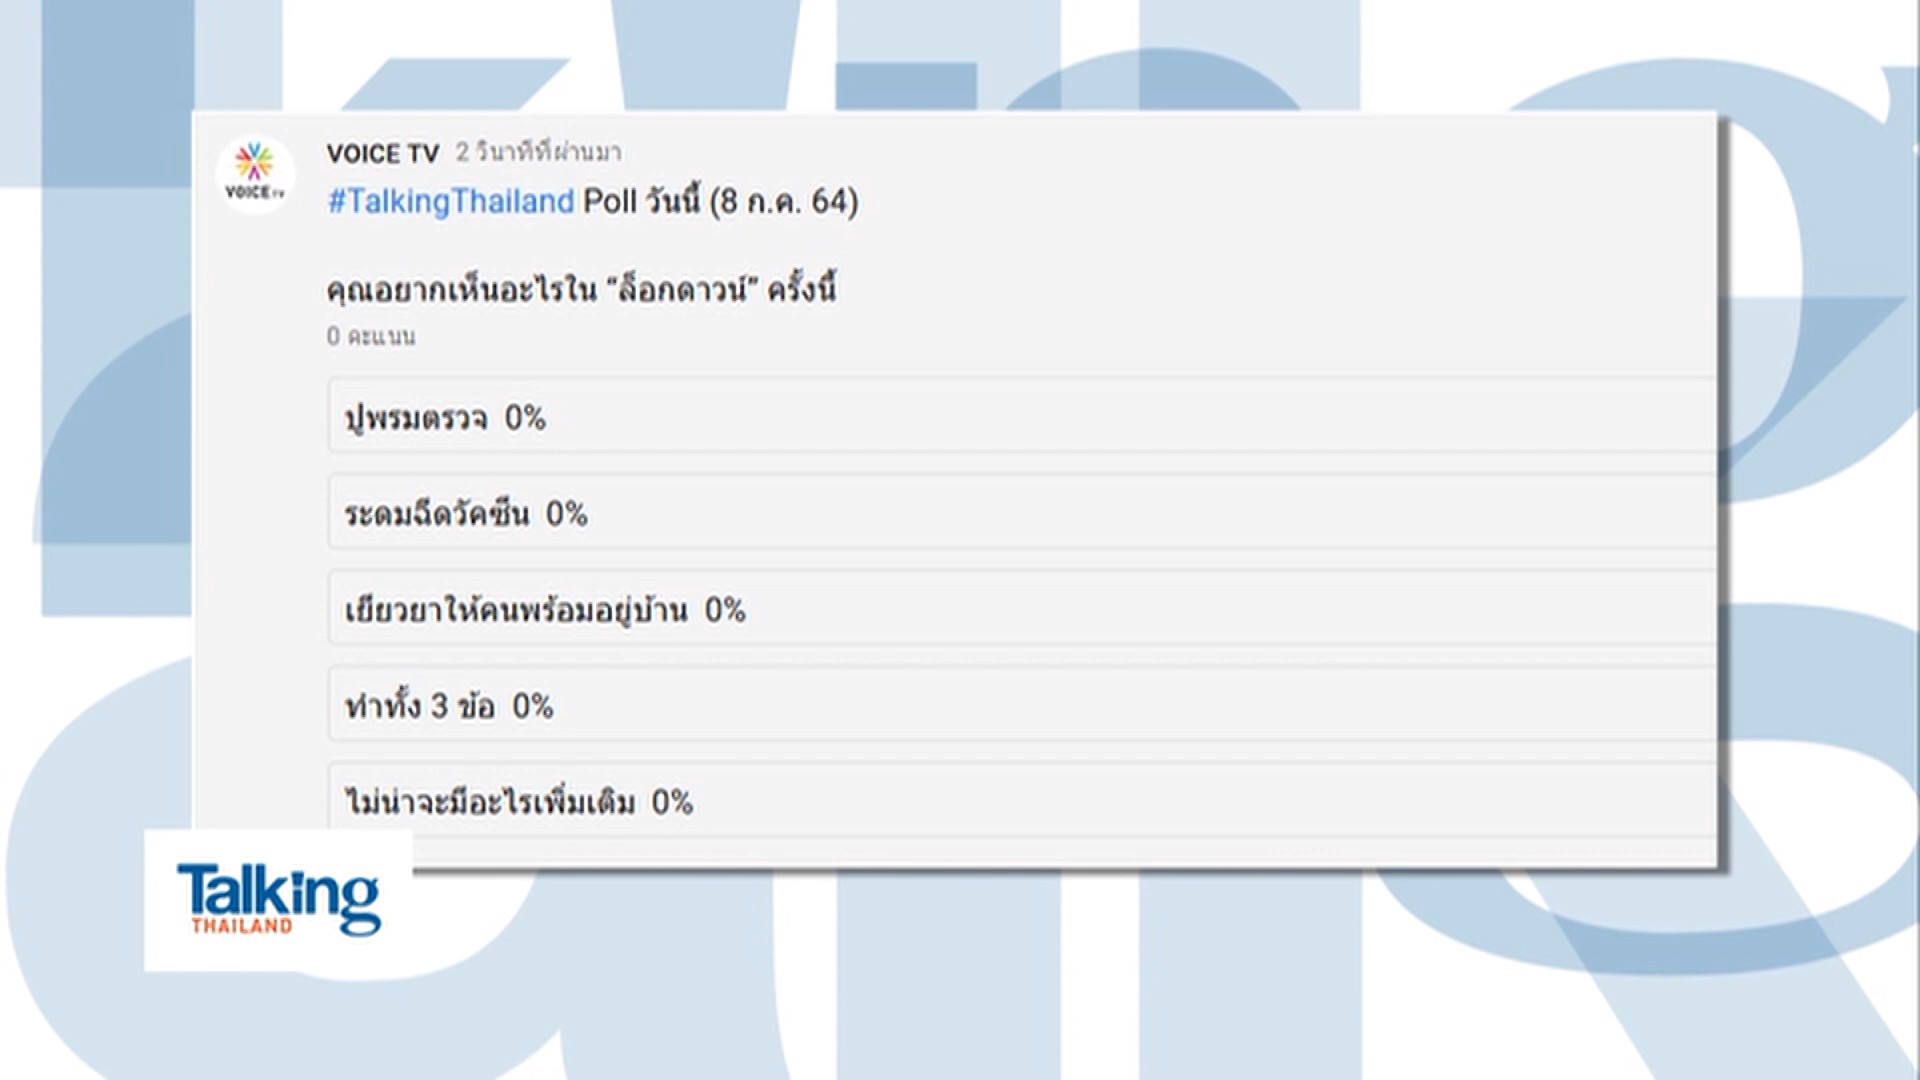 VOICE TV 2 วินาทีที่ผ่านมา
VOICE TV
#TalkingThailand Poll วันนี้ (8 ก.ค. 64)
คุณอยากเห็นอะไรใน “ล็อกดาวน์” ครั้งนี้
0 คะแนน
ปูพรมตรวจ 0%
ระดมฉีดวัคซีน 0%
เยียวยาให้คนพร้อมอยู่บ้าน 0%
ทำทั้ง 3 ข้อ 0%
ไม่น่าจะมีอะไรเพิ่มเติม 0%
Talking
THAILAND